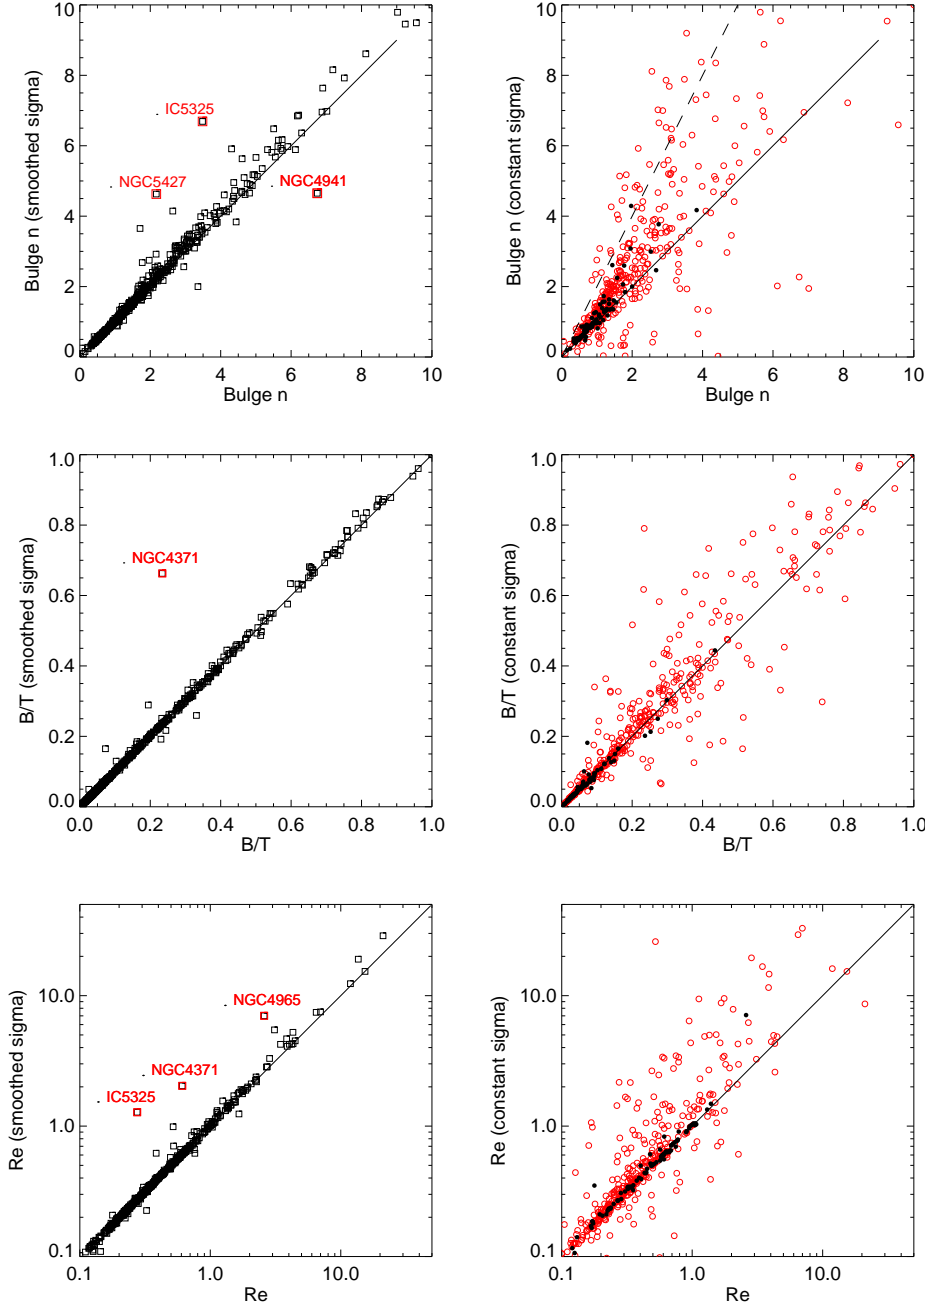 10
8
6
4
2
0
Bulge n (smoothed sigma)
IC5325
NGC5427
NGC4941
0 2 4 6 8 10
Bulge n
10
8
6
4
2
0
Bulge n (constant sigma)
0 2 4 6 8 10
Bulge n
1.0
0.8
0.6
0.4
0.2
0.0
B/T (smoothed sigma)
NGC4371
0.0 0.2 0.4 0.6 0.8 1.0
B/T
1.0
0.8
0.6
0.4
0.2
0.0
B/T (constant sigma)
0.0 0.2 0.4 0.6 0.8 1.0
B/T
10.0
1.0
0.1
Re (smoothed sigma)
NGC4965
NGC4371
IC5325
0.1 1.0 10.0
Re
10.0
1.0
0.1
Re (constant sigma)
0.1 1.0 10.0
Re